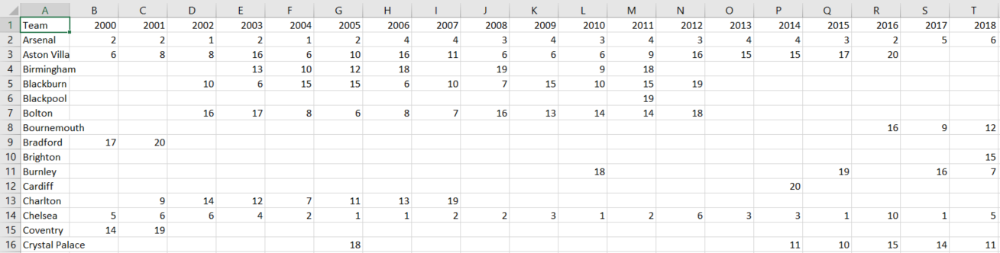 A B C D E F G H I J K L M N O P Q R S T
1 Team 2000 2001 2002 2003 2004 2005 2006 2007 2008 2009 2010 2011 2012 2013 2014 2015 2016 2017 2018
2 Arsenal 2 2 1 2 1 2 4 4 3 4 3 4 3 4 4 3 2 5 6
3 Aston Villa 6 8 8 16 6 10 16 11 6 6 6 9 16 15 15 17 20
4 Birmingham 13 10 12 18 19 9 18
5 Blackburn 10 6 15 15 6 10 7 15 10 15 19
6 Blackpool 19
7 Bolton 16 17 8 6 8 7 16 13 14 14 18
8 Bournemouth 16 9 12
9 Bradford 17 20
10 Brighton 15
11 Burnley 18 19 16 7
12 Cardiff 20
13 Charlton 9 14 12 7 11 13 19
14 Chelsea 5 6 6 4 2 1 1 2 2 3 1 2 6 3 3 1 10 1 5
15 Coventry 14 19
16 Crystal Palace 18 11 10 15 14 11